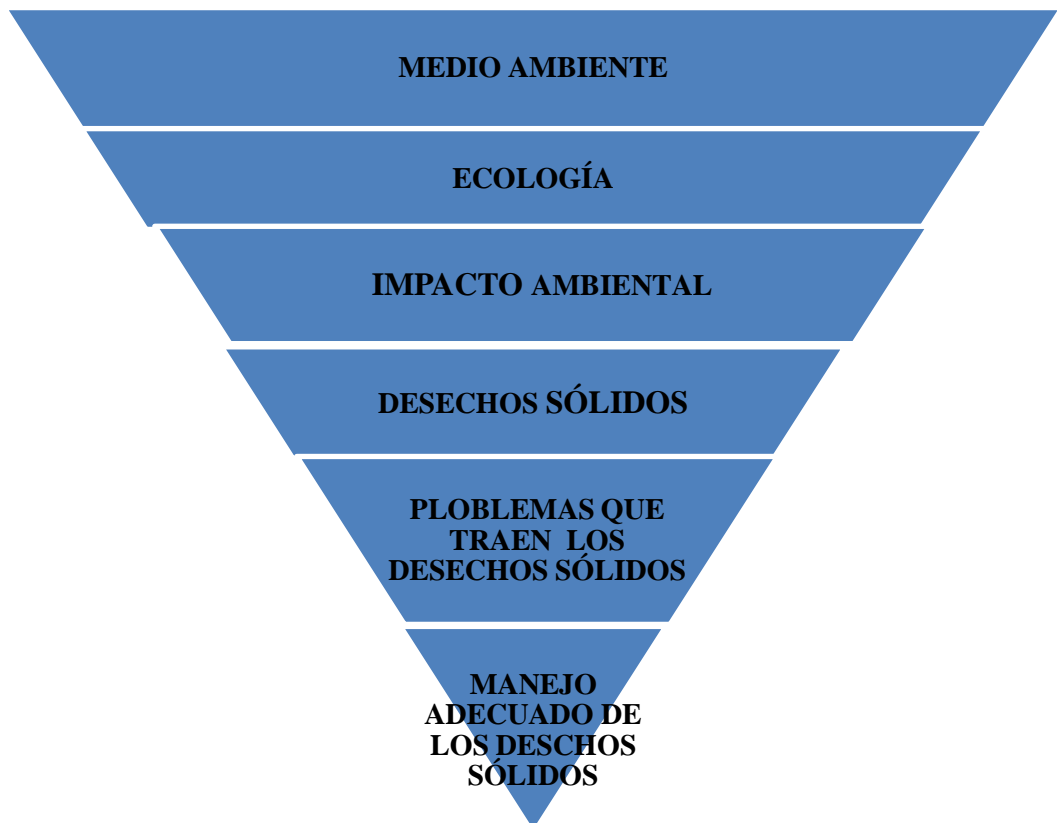 MEDIO AMBIENTE
ECOLOGÍA
IMPACTO AMBIENTAL
DESECHOS SÓLIDOS
PLOBLEMAS QUE
TRAEN LOS
DESECHOS SÓLIDOS
MANEJO
ADECUADO DE
LOS DESCHOS
SÓLIDOS